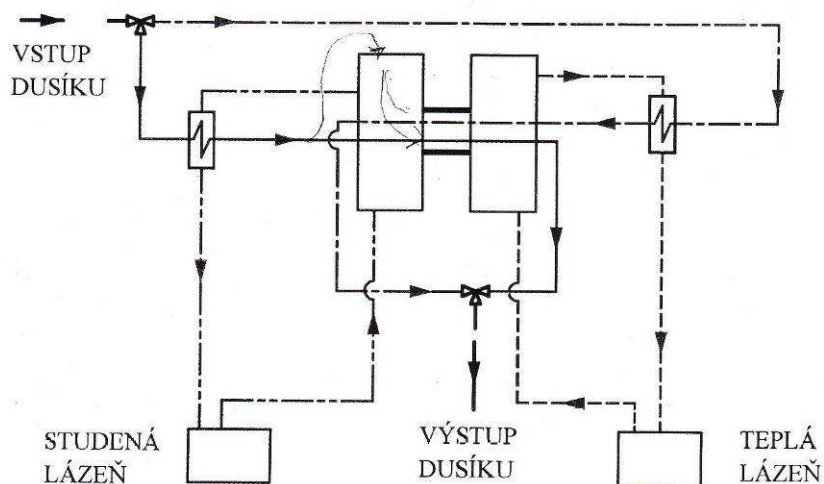 VSTUP
DUSÍKU
STUDENÁ
LÁZEŇ
VÝSTUP
DUSÍKU
TEPLÁ
LÁZEŇ